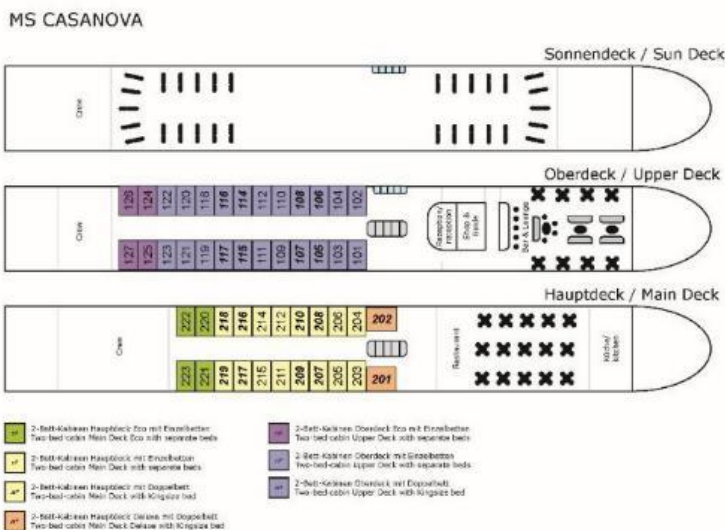 MS CASANOVA
Sonnendeck / Sun Deck
Crew
Oberdeck / Upper Deck
126 124 122 120 118 116 114 112 110 108 106 104 102
Crew
Reception/
reception
Shop &
Bar & Lounge
127 125 123 121 119 117 115 111 109 107 105 103 101
Hauptdeck / Main Deck
222 220 218 216 214 212 210 208 206 204 202
Crew
Restaurant
Küche/
kitchen
223 221 219 217 215 211 209 207 205 203 201
2-Bett-Kabinen Hauptdeck Eco mit Einzelbetten
Two-bed-cabin Main Deck Eco with separate beds
2-Bett-Kabinen Hauptdeck mit Einzelbetten
Two-bed-cabin Main Deck with separate beds
2-Bett-Kabinen Hauptdeck mit Doppelbett
Two-bed-cabin Main Deck with Kingsize bed
2-Bett-Kabinen Hauptdeck Deluxe mit Doppelbett
Two-bed-cabin Main Deck Deluxe with Kingsize bed
2-Bett-Kabinen Oberdeck Eco mit Einzelbetten
Two-bed-cabin Upper Deck with separate beds
2-Bett-Kabinen Oberdeck mit Einzelbetten
Two-bed-cabin Upper Deck with separate beds
2-Bett-Kabinen Oberdeck mit Doppelbett
Two-bed-cabin Upper Deck with Kingsize bed